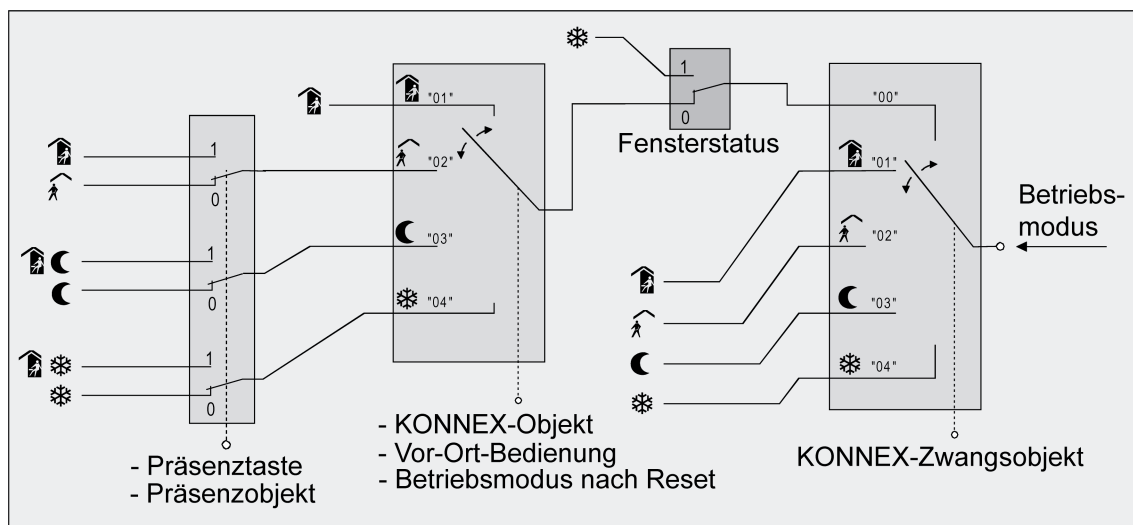 1
0
1
0
1
0
- Präsenztaste
- Präsenzobjekt
"01"
"02"
"03"
"04"
- KONNEX-Objekt
- Vor-Ort-Bedienung
- Betriebsmodus nach Reset
1
0
Fensterstatus
"00"
"01"
"02"
"03"
"04"
KONNEX-Zwangsobjekt
Betriebs-
modus